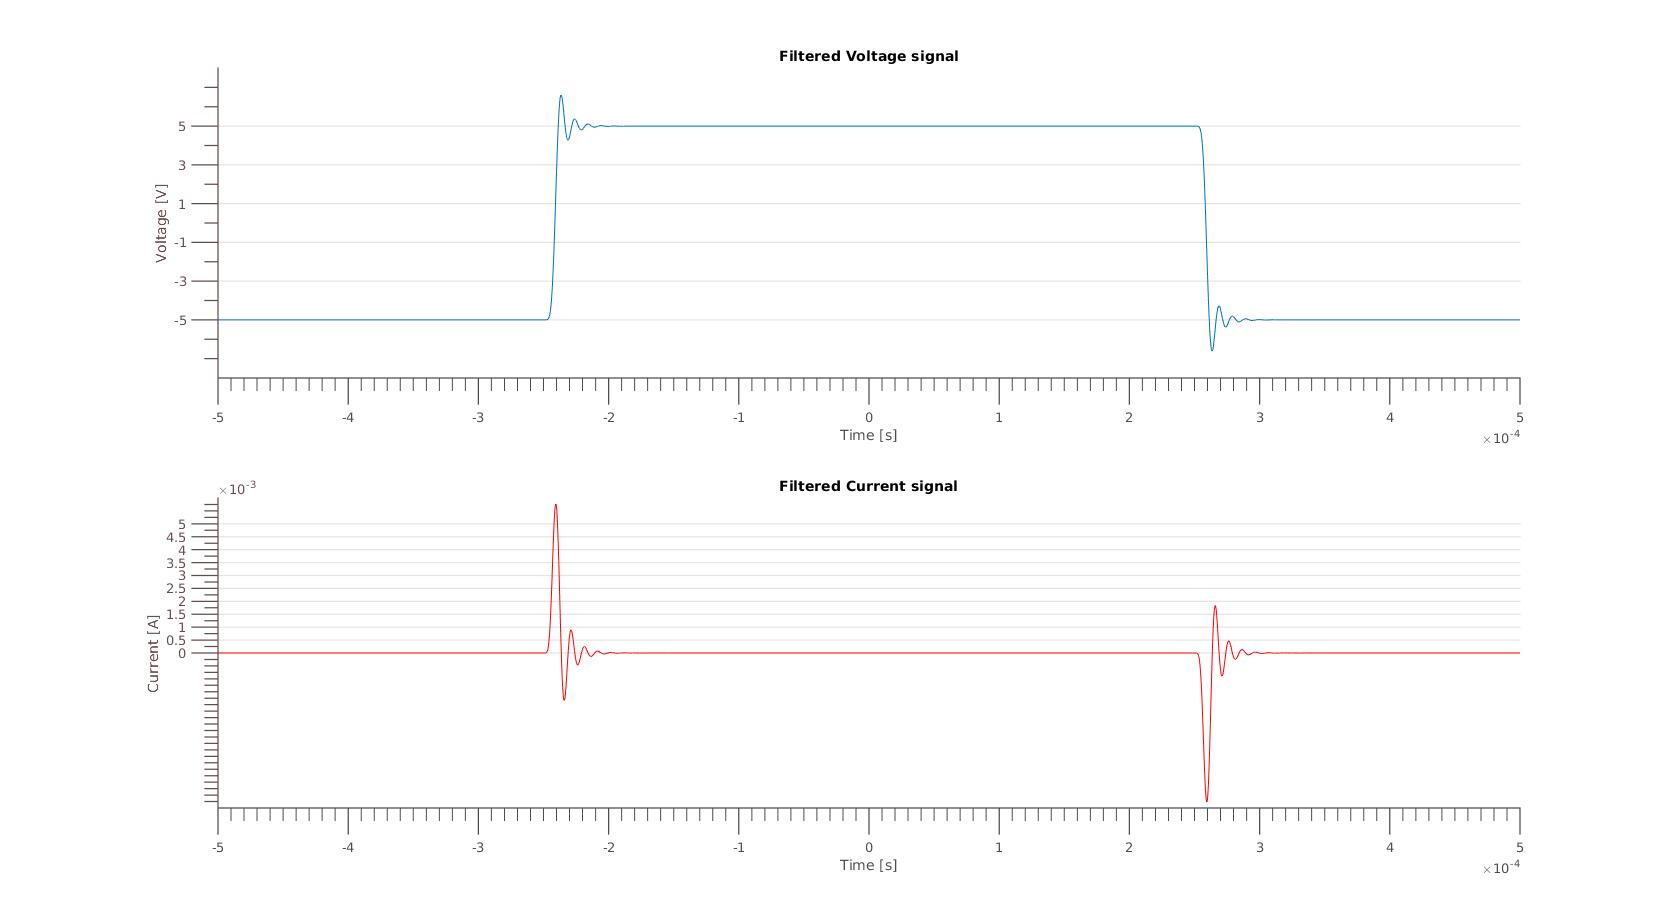 Filtered Voltage signal
5
3
1
-1
-3
-5
Voltage [V]
-5 -4 -3 -2 -1 0 1 2 3 4 5
Time [s]
×10-4
Filtered Current signal
×10-3
5
4.5
4
3.5
3
2.5
2
1.5
1
0.5
0
Current [A]
-5 -4 -3 -2 -1 0 1 2 3 4 5
Time [s]
×10-4